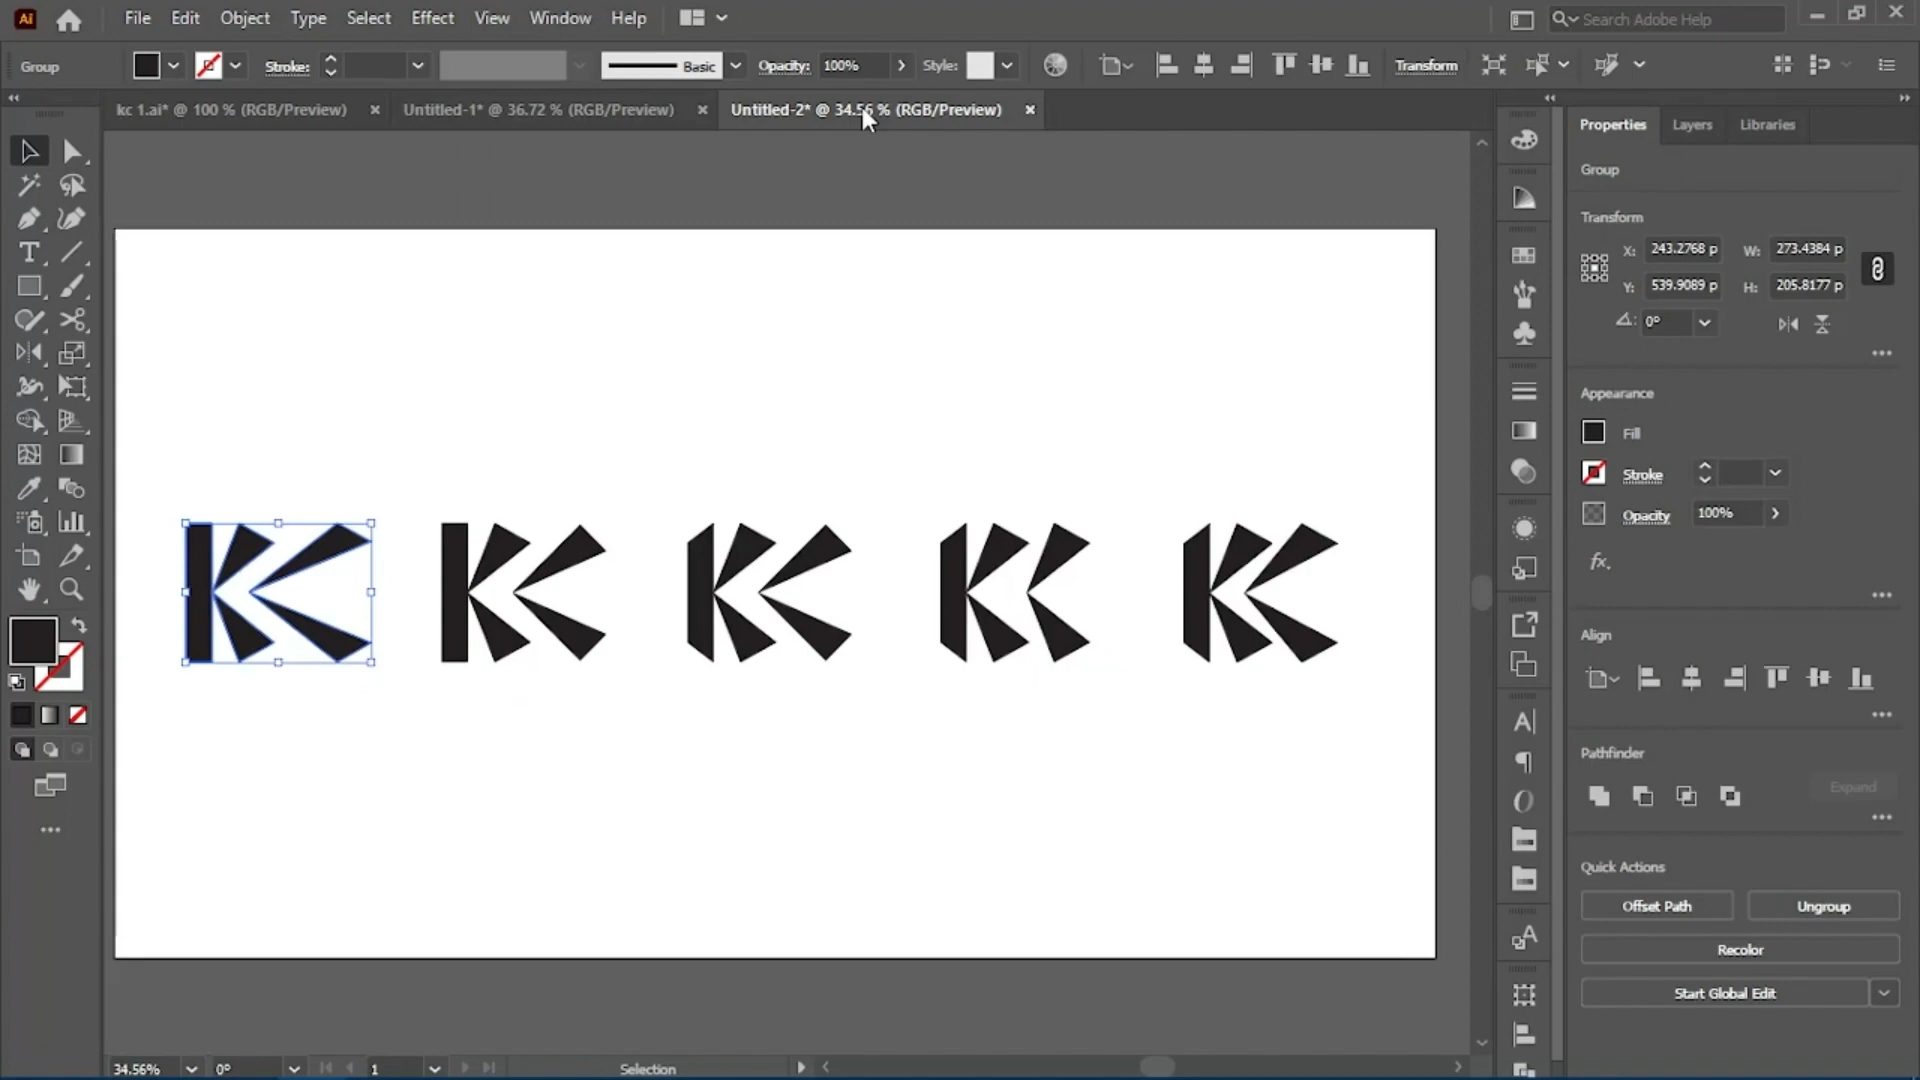 Ai File Edit Object Type Select Effect View Window Help Search Adobe Help
Group Stroke: Basic Opacity: 100% Style: Transform
kc 1.ai* @ 100 % (RGB/Preview) × Untitled-1* @ 36.72 % (RGB/Preview) × Untitled-2* @ 34.56 % (RGB/Preview) ×
Properties Layers Libraries
Group
Transform
X: 243.2768 p W: 273.4384 p
Y: 539.9089 p H: 205.8177 p
0°
Appearance
Fill
Stroke
Opacity 100%
fx.
Align
Pathfinder
Expand
Quick Actions
Offset Path Ungroup
Recolor
Start Global Edit
34.56% 0° 1 Selection